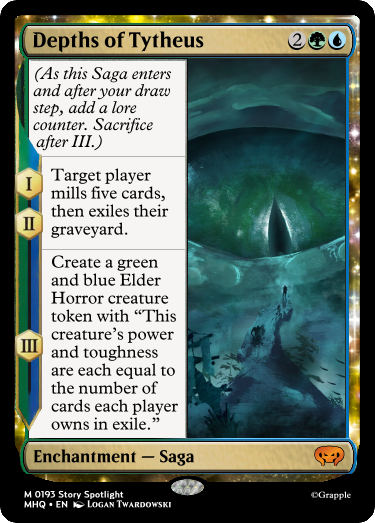 Depths of Tytheus 2
(As this Saga enters
and after your draw
step, add a lore
counter. Sacrifice
after III.)
I
Target player
mills five cards,
then exiles their
graveyard.
II
Create a green
and blue Elder
Horror creature
token with “This
creature's power
and toughness
are each equal to
the number of
cards each player
owns in exile.”
III
Enchantment — Saga
M 0193 Story Spotlight
MHQ • EN Logan Twardowski
©Grapple